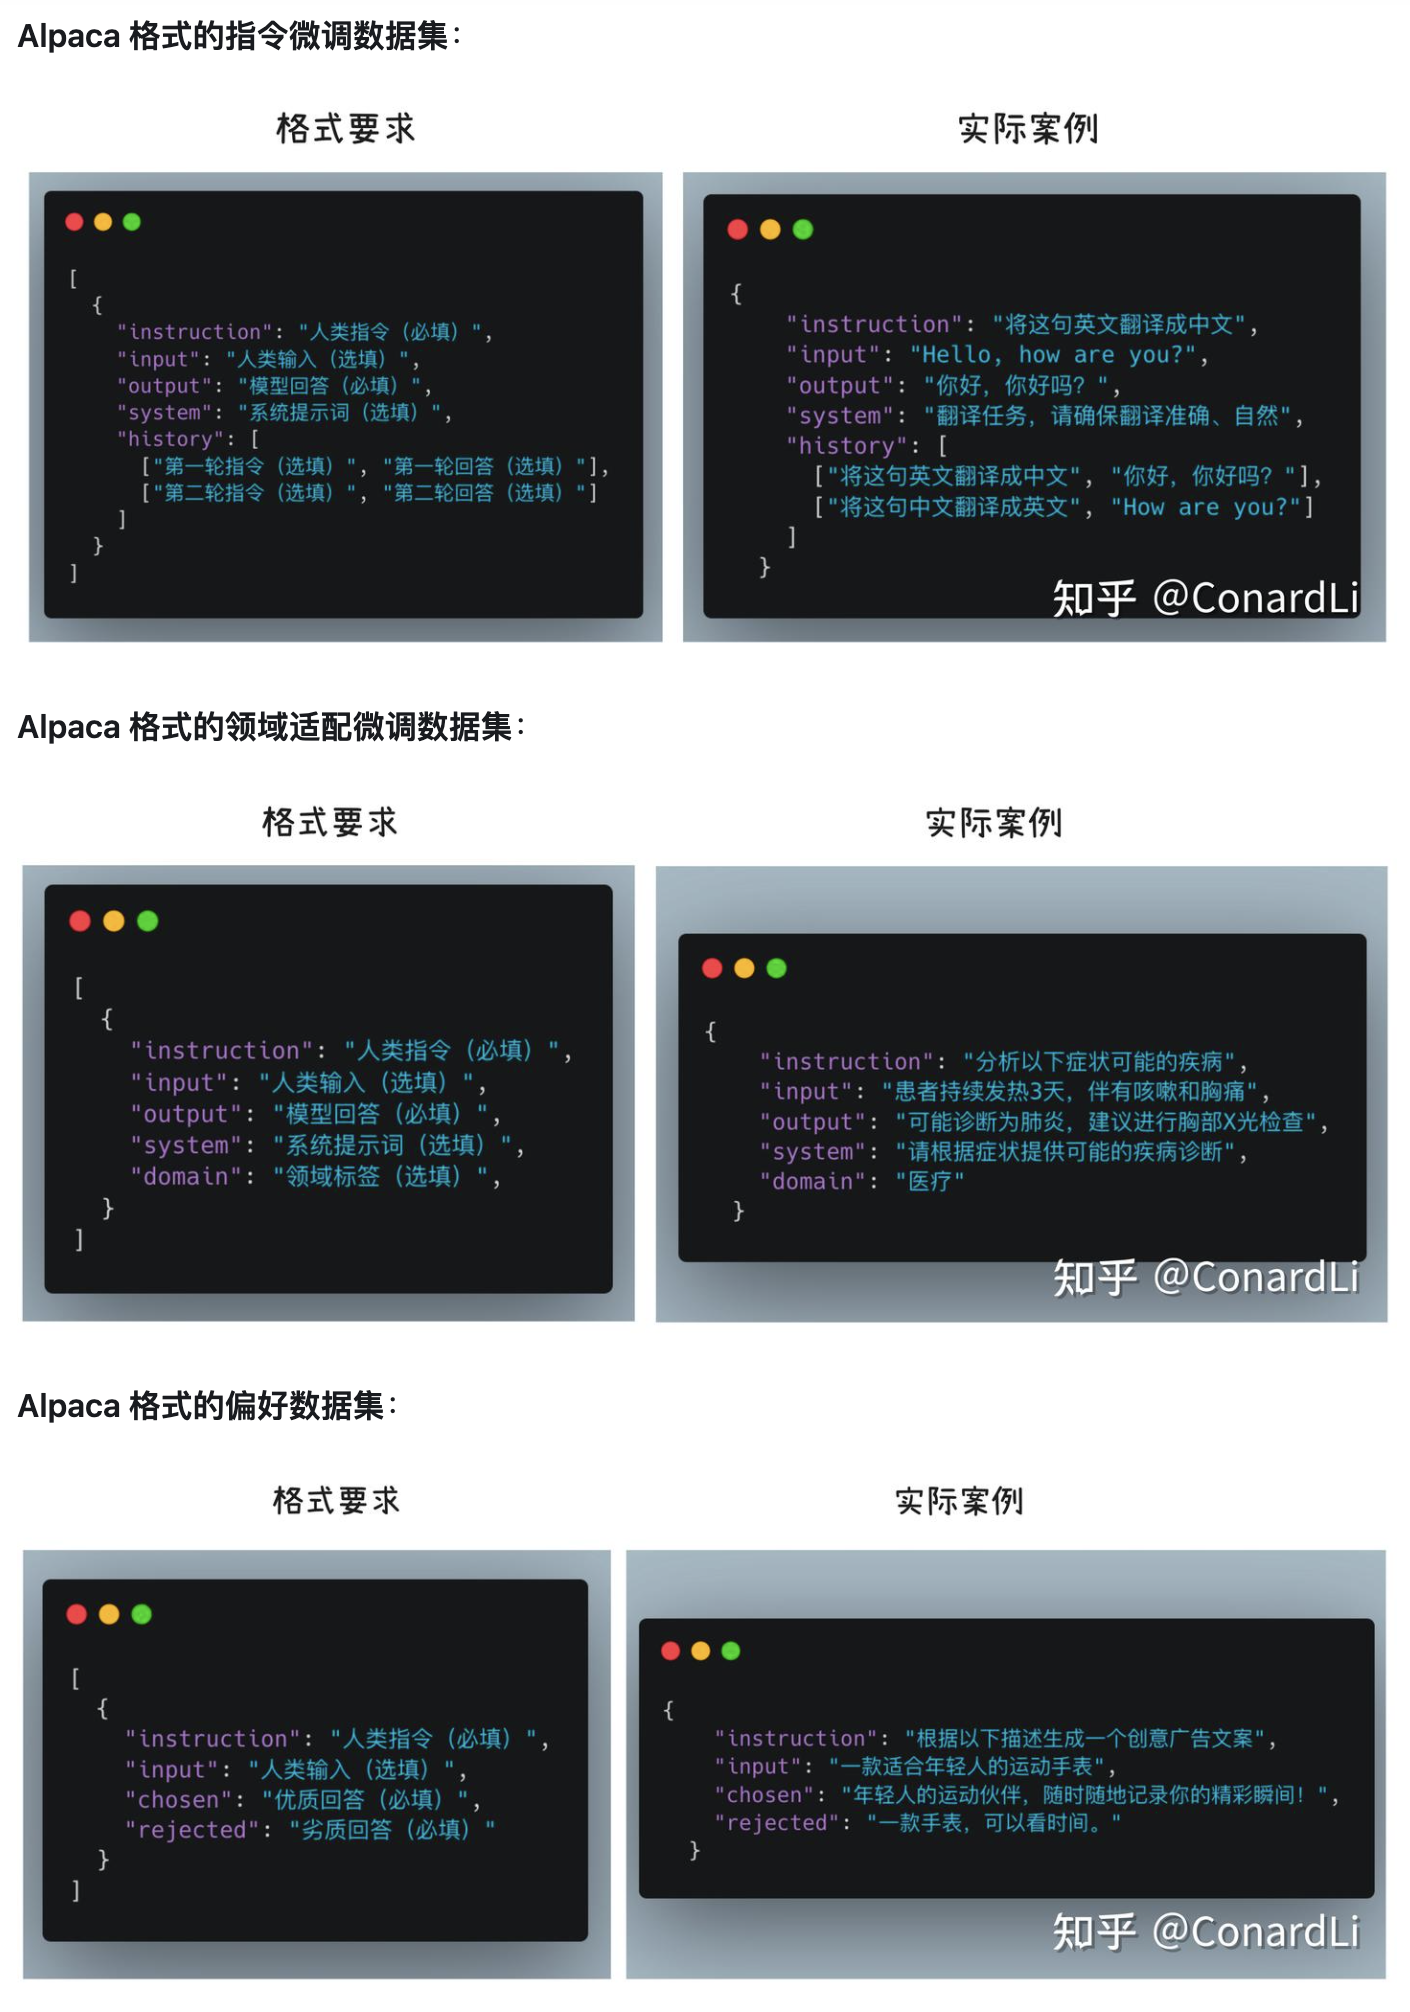 Alpaca 格式的指令微调数据集：
格式要求
实际案例
[
{
"instruction": "人类指令（必填）",
"input": "人类输入（选填）",
"output": "模型回答（必填）",
"system": "系统提示词（选填）",
"history": [
["第一轮指令（选填）", "第一轮回答（选填）"],
["第二轮指令（选填）", "第二轮回答（选填）"]
]
}
]
{
"instruction": "将这句英文翻译成中文",
"input": "Hello, how are you?",
"output": "你好，你好吗？",
"system": "翻译任务，请确保翻译准确、自然",
"history": [
["将这句英文翻译成中文", "你好，你好吗？"],
["将这句中文翻译成英文", "How are you?"]
]
}
知乎 @ConardLi
Alpaca 格式的领域适配微调数据集：
格式要求
实际案例
[
{
"instruction": "人类指令（必填）",
"input": "人类输入（选填）",
"output": "模型回答（必填）",
"system": "系统提示词（选填）",
"domain": "领域标签（选填）",
}
]
{
"instruction": "分析以下症状可能的疾病",
"input": "患者持续发热3天，伴有咳嗽和胸痛",
"output": "可能诊断为肺炎，建议进行胸部X光检查",
"system": "请根据症状提供可能的疾病诊断",
"domain": "医疗"
}
知乎 @ConardLi
Alpaca 格式的偏好数据集：
格式要求
实际案例
[
{
"instruction": "人类指令（必填）",
"input": "人类输入（选填）",
"chosen": "优质回答（必填）",
"rejected": "劣质回答（必填）"
}
]
{
"instruction": "根据以下描述生成一个创意广告文案",
"input": "一款适合年轻人的运动手表",
"chosen": "年轻人的运动伙伴，随时随地记录你的精彩瞬间！",
"rejected": "一款手表，可以看时间。"
}
知乎 @ConardLi